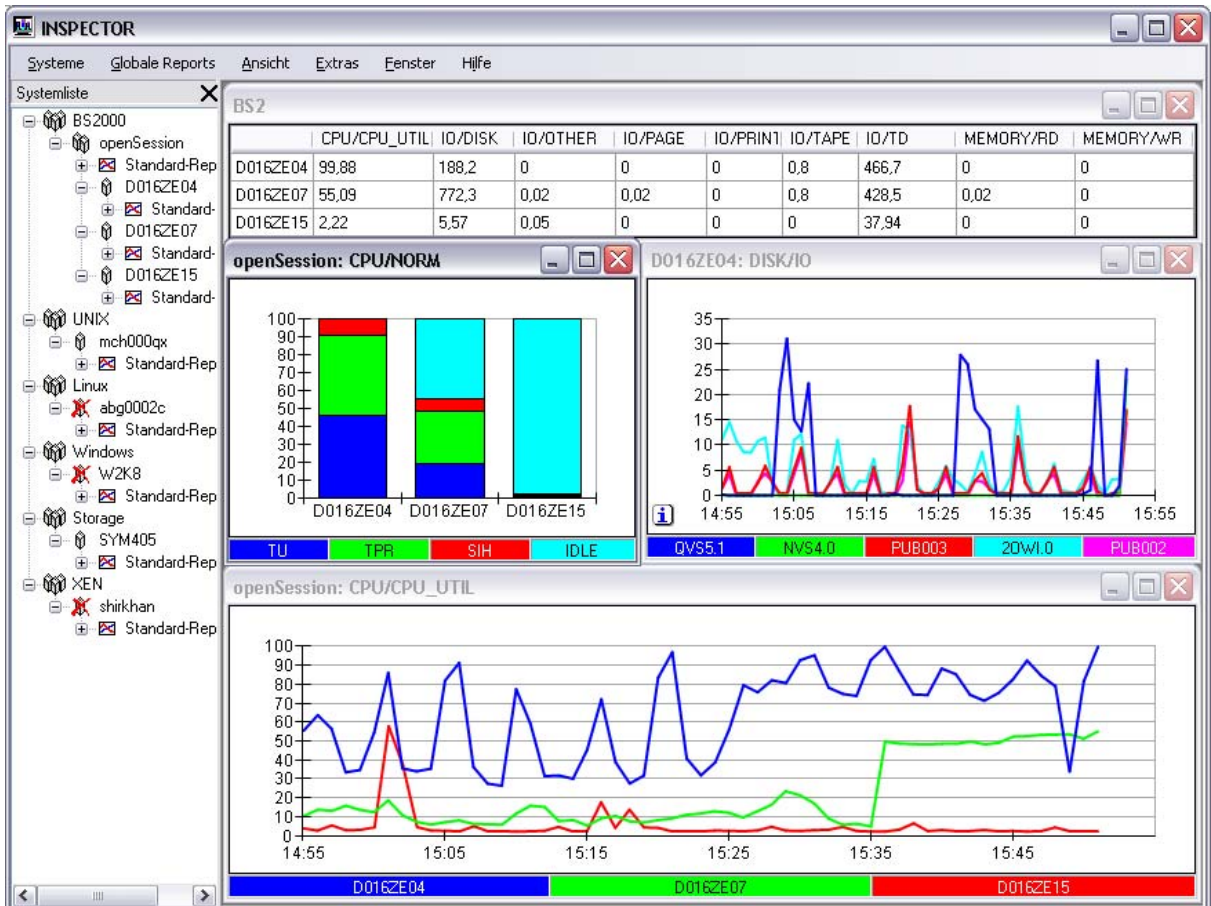 INSPECTOR
Systeme Globale Reports Ansicht Extras Fenster Hilfe
Systemliste
BS2000
openSession
Standard-Rep
D016ZE04
Standard-
D016ZE07
Standard-
D016ZE15
Standard-
UNIX
mch000qx
Standard-Rep
Linux
abg0002c
Standard-Rep
Windows
W2K8
Standard-Rep
Storage
SYM405
Standard-Rep
XEN
shirkhan
Standard-Rep
BS2
CPU/CPU_UTIL IO/DISK IO/OTHER IO/PAGE IO/PRINT IO/TAPE IO/TD MEMORY/RD MEMORY/WR
D016ZE04 99,88 188,2 0 0 0 0,8 466,7 0 0
D016ZE07 55,09 772,3 0,02 0,02 0 0,8 428,5 0,02 0
D016ZE15 2,22 5,57 0,05 0 0 0 37,94 0 0
openSession: CPU/NORM
100
90
80
70
60
50
40
30
20
10
0
D016ZE04 D016ZE07 D016ZE15
TU TPR SIH IDLE
D016ZE04: DISK/IO
35
30
25
20
15
10
5
0
i
14:55 15:05 15:15 15:25 15:35 15:45 15:55
QVS5.1 NVS4.0 PUB003 20WI.0 PUB002
openSession: CPU/CPU_UTIL
100
90
80
70
60
50
40
30
20
10
0
14:55 15:05 15:15 15:25 15:35 15:45
D016ZE04 D016ZE07 D016ZE15